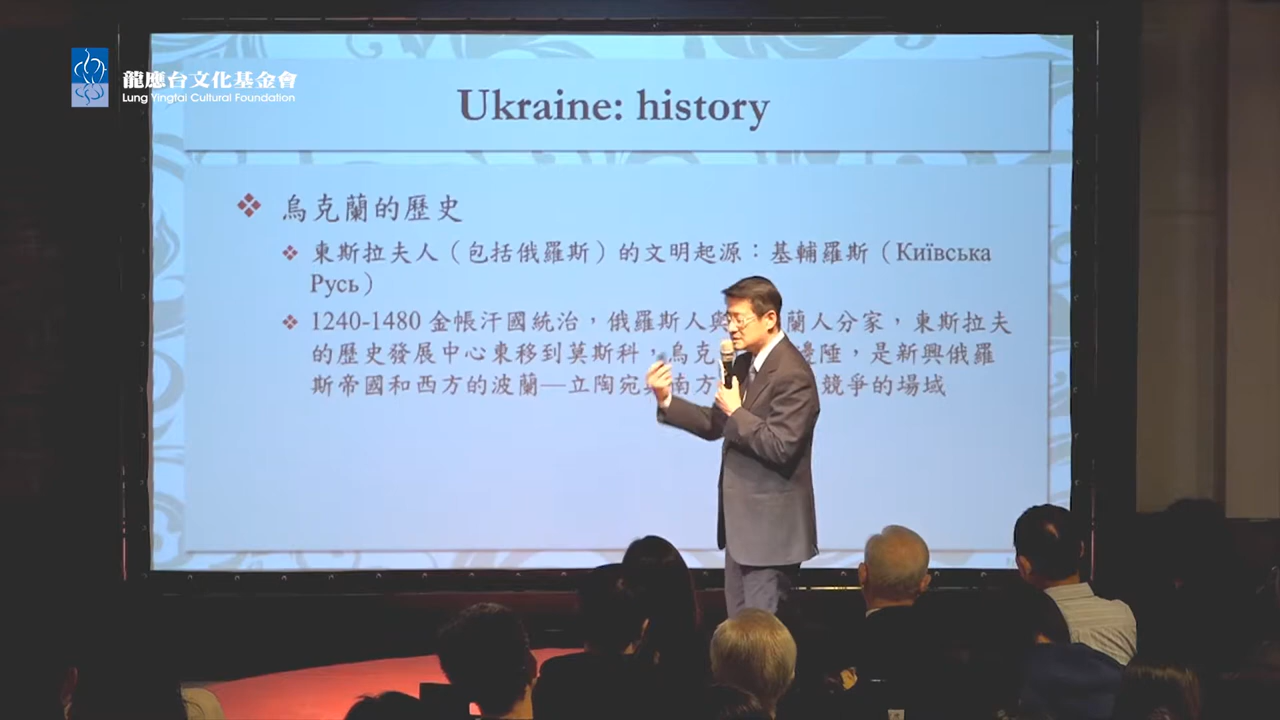 龍應台文化基金會
Lung Yingtai Cultural Foundation
Ukraine: history
烏克蘭的歷史
東斯拉夫人（包括俄羅斯）的文明起源：基輔羅斯（Київська
Русь）
1240-1480 金帳汗國統治，俄羅斯人與 蘭人分家，東斯拉夫
的歷史發展中心東移到莫斯科，烏克 邊陲，是新興俄羅
斯帝國和西方的波蘭—立陶宛與南方 競爭的場域